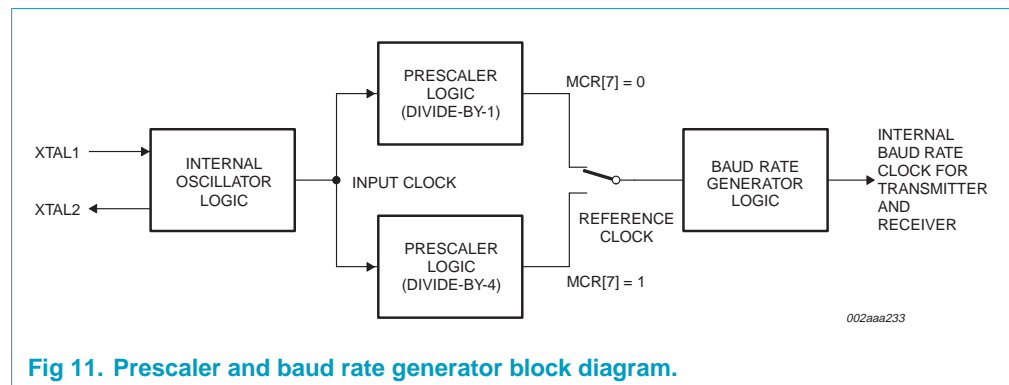 XTAL1
XTAL2
INTERNAL
OSCILLATOR
LOGIC
INPUT CLOCK
PRESCALER
LOGIC
(DIVIDE-BY-1)
PRESCALER
LOGIC
(DIVIDE-BY-4)
MCR[7] = 0
MCR[7] = 1
REFERENCE
CLOCK
BAUD RATE
GENERATOR
LOGIC
INTERNAL
BAUD RATE
CLOCK FOR
TRANSMITTER
AND
RECEIVER
002aaa233
Fig 11. Prescaler and baud rate generator block diagram.